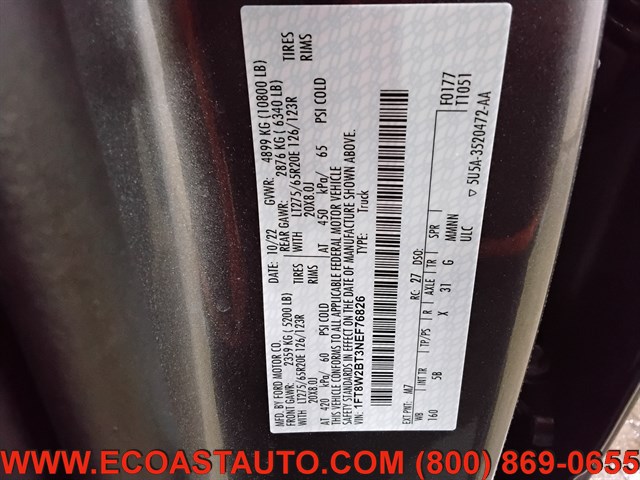 MFD. BY FORD MOTOR CO. 10/22 GVWR: 4899 KG (10800 LB)
FRONT GAWR: 2359 KG ( 5200 LB) REAR GAWR: 2876 KG ( 6340 LB)
WITH LT275/65R20E 126/123R TIRES WITH LT275/65R20E 126/123R TIRES
20X8.0J RIMS 20X8.0J RIMS
AT 420 kPa/ 60 PSI COLD AT 450 kPa/ 65 PSI COLD
THIS VEHICLE CONFORMS TO ALL APPLICABLE FEDERAL MOTOR VEHICLE
SAFETY STANDARDS IN EFFECT ON THE DATE OF MANUFACTURE SHOWN ABOVE.
VIN: 1FT8W2BT3NEF76826 TYPE: Truck
F0177
T1051
EXT PNT: M7 RC: 27 DSO:
WB INT TR TP/PS R AXLE TR SPR
160 5B X 31 G MMNNN
ULC
▽ 5U5A-3520472-AA
WWW.ECOASTAUTO.COM (800) 869-0655